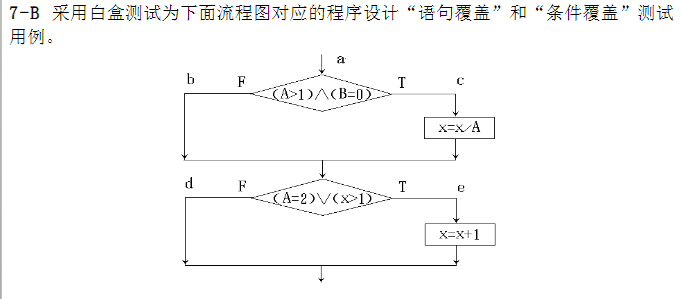 7-B 采用白盒测试为下面流程图对应的程序设计“语句覆盖”和“条件覆盖”测试
用例。
a
b F (A>1)∧(B=0) T c
x=x/A
d F (A=2)∨(x>1) T e
x=x+1